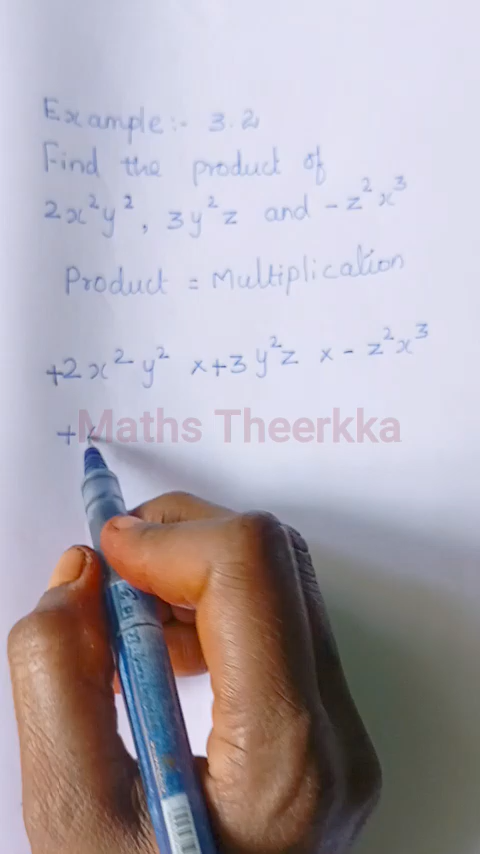 Example:- 3.2
Find the product of
2x²y², 3y²z and -z²x³
Product = Multiplication
+2x²y² x+3y²z x - z²x³
+
Maths Theerkka